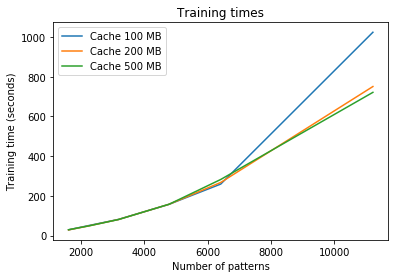 Training times
Cache 100 MB
Cache 200 MB
Cache 500 MB
Training time (seconds)
1000
800
600
400
200
0
2000 4000 6000 8000 10000
Number of patterns